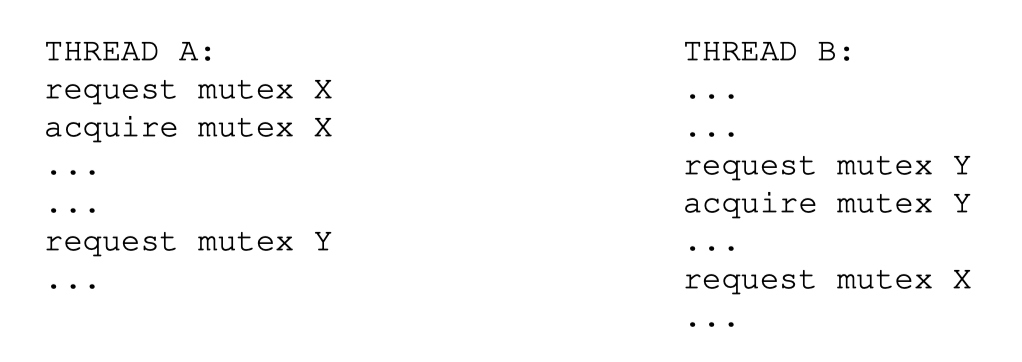 THREAD A:
request mutex X
acquire mutex X
...
...
request mutex Y
...
THREAD B:
...
...
request mutex Y
acquire mutex Y
...
request mutex X
...